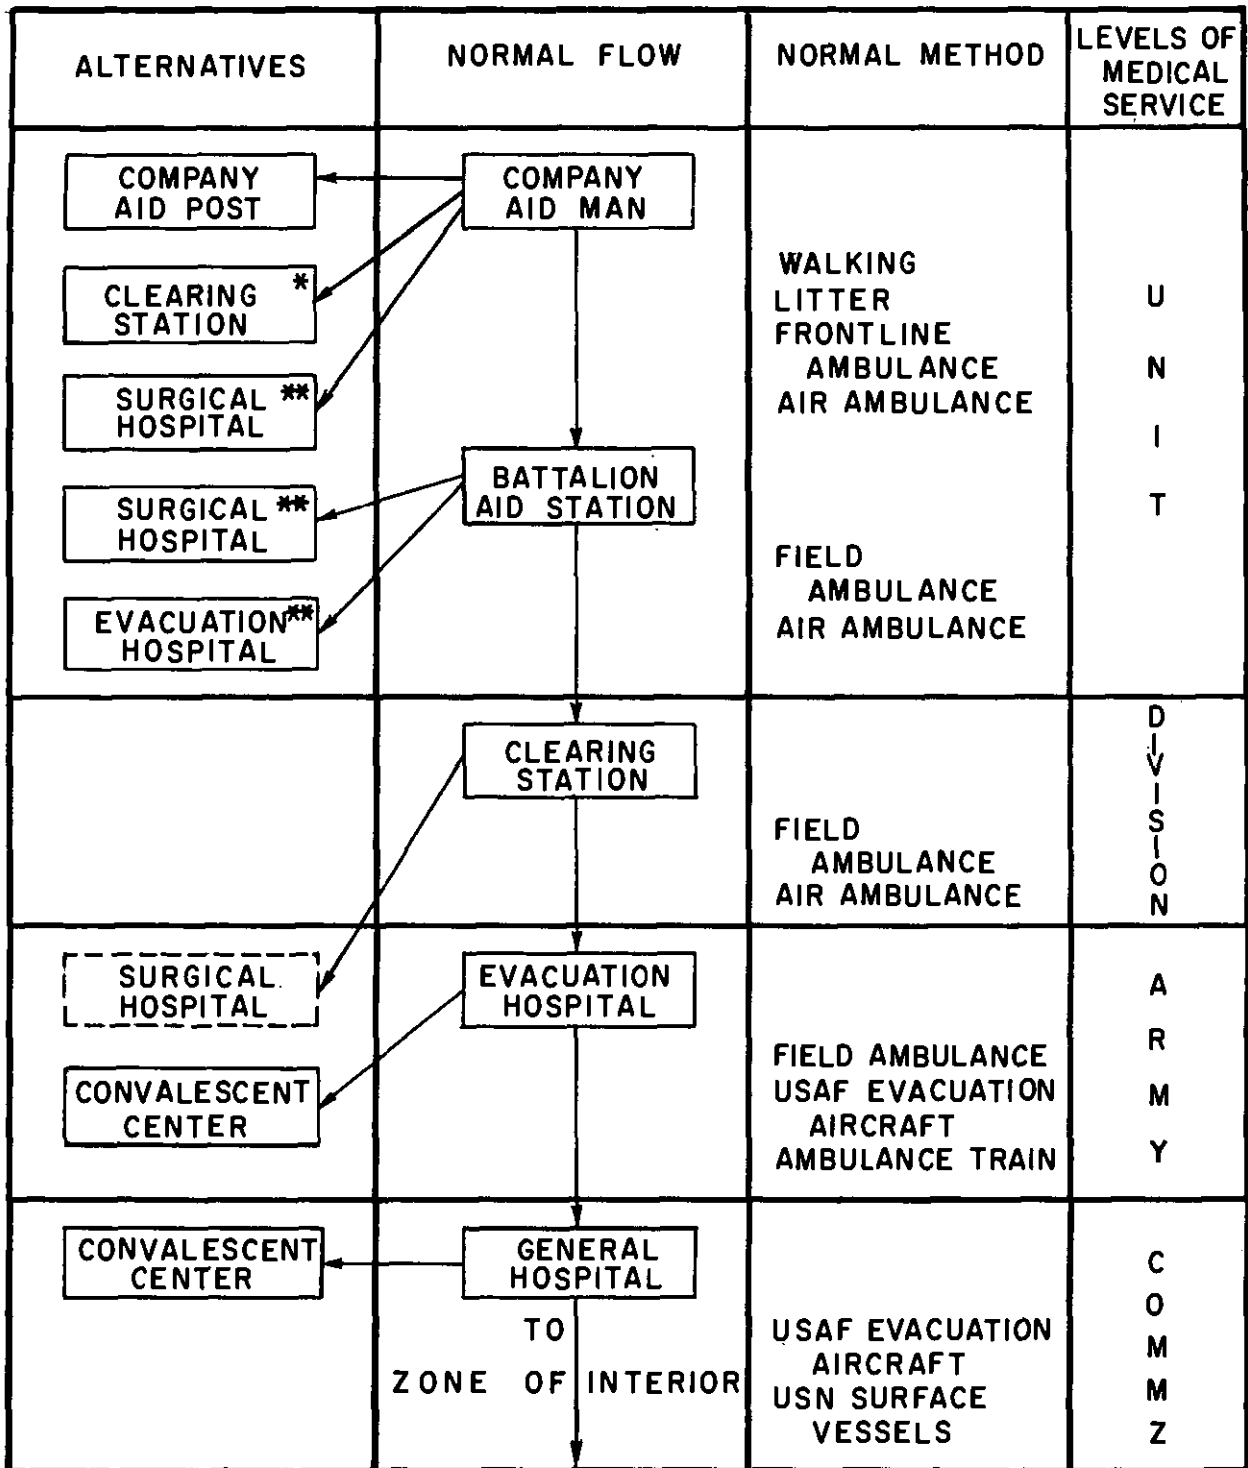 ALTERNATIVES
NORMAL FLOW
NORMAL METHOD
LEVELS OF
MEDICAL
SERVICE
COMPANY
AID POST
COMPANY
AID MAN
CLEARING *
STATION
SURGICAL **
HOSPITAL
WALKING
LITTER
FRONTLINE
AMBULANCE
AIR AMBULANCE
U
N
I
T
SURGICAL **
HOSPITAL
BATTALION
AID STATION
EVACUATION **
HOSPITAL
FIELD
AMBULANCE
AIR AMBULANCE
CLEARING
STATION
FIELD
AMBULANCE
AIR AMBULANCE
D
I
V
I
S
I
O
N
SURGICAL
HOSPITAL
EVACUATION
HOSPITAL
CONVALESCENT
CENTER
FIELD AMBULANCE
USAF EVACUATION
AIRCRAFT
AMBULANCE TRAIN
A
R
M
Y
CONVALESCENT
CENTER
GENERAL
HOSPITAL
TO
ZONE OF INTERIOR
USAF EVACUATION
AIRCRAFT
USN SURFACE
VESSELS
C
O
M
M
Z